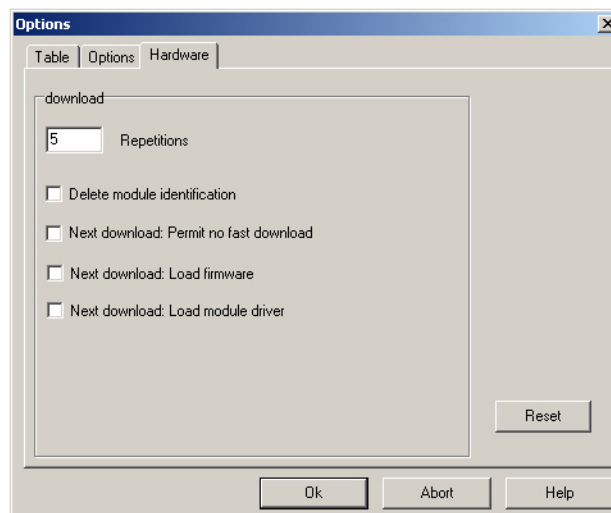 Options
Table Options Hardware
download
5 Repetitions
Delete module identification
Next download: Permit no fast download
Next download: Load firmware
Next download: Load module driver
Reset
Ok Abort Help